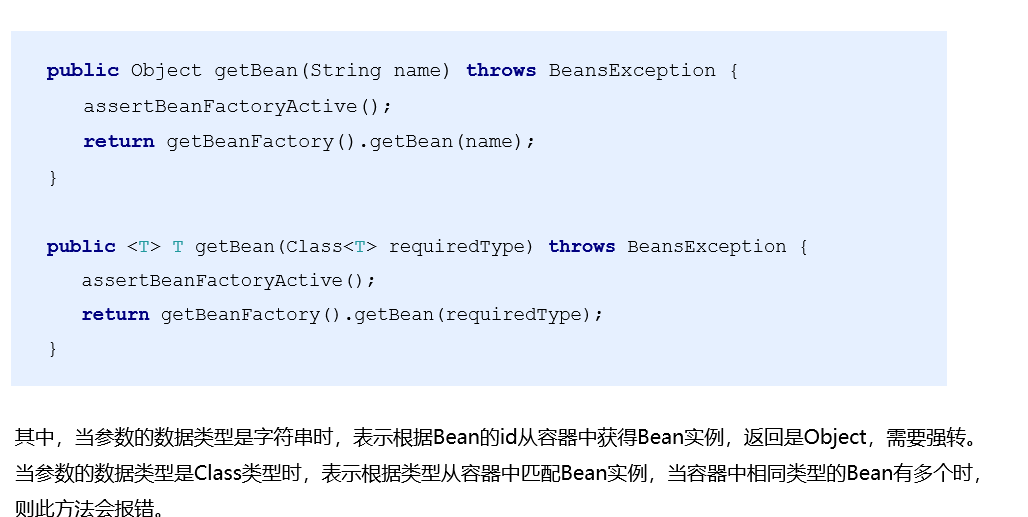 public Object getBean(String name) throws BeansException {
assertBeanFactoryActive();
return getBeanFactory().getBean(name);
}
public <T> T getBean(Class<T> requiredType) throws BeansException {
assertBeanFactoryActive();
return getBeanFactory().getBean(requiredType);
}
其中，当参数的数据类型是字符串时，表示根据Bean的id从容器中获得Bean实例，返回是Object，需要强转。
当参数的数据类型是Class类型时，表示根据类型从容器中匹配Bean实例，当容器中相同类型的Bean有多个时，
则此方法会报错。